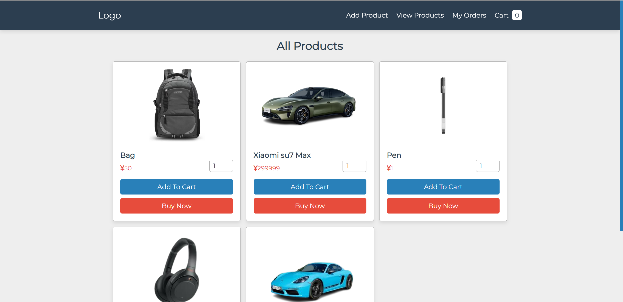 Logo
Add Product View Products My Orders Cart 0
All Products
Bag
1
Add To Cart
Buy Now
Xiaomi su7 Max
1
Add To Cart
Buy Now
Pen
1
Add To Cart
Buy Now